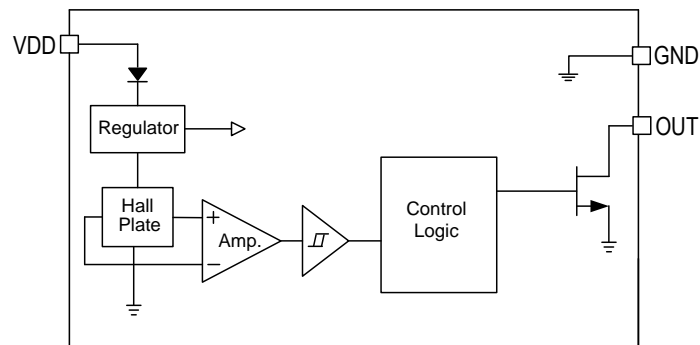 VDD
GND
Regulator
OUT
Hall
Plate
+
Amp.
−
Control
Logic